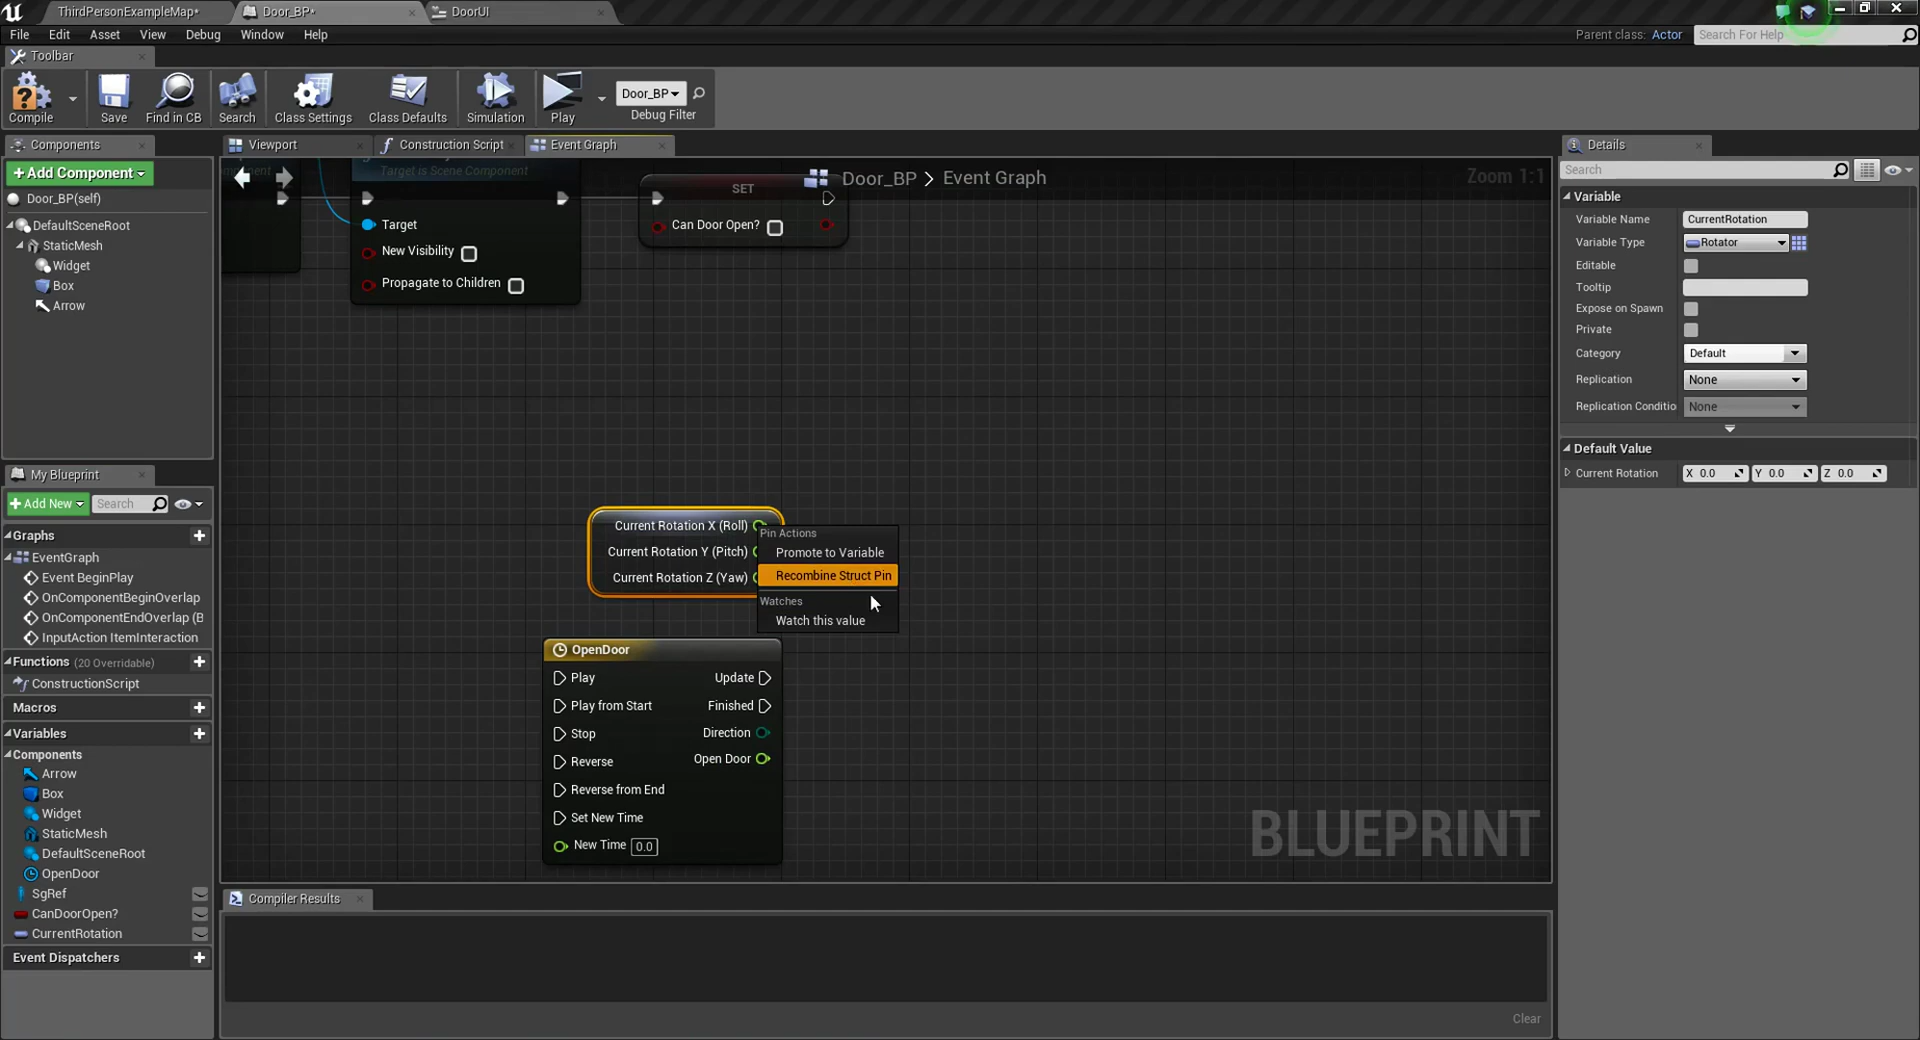 ThirdPersonExampleMap*
Door_BP*
DoorUI
File Edit Asset View Debug Window Help
Parent class: Actor
Search For Help
Toolbar
Compile
Save
Find in CB
Search
Class Settings
Class Defaults
Simulation
Play
Door_BP
Debug Filter
Components
+Add Component
Door_BP(self)
DefaultSceneRoot
StaticMesh
Widget
Box
Arrow
My Blueprint
+Add New
Search
Graphs
EventGraph
Event BeginPlay
OnComponentBeginOverlap
OnComponentEndOverlap (B
InputAction ItemInteraction
Functions (20 Overridable)
ConstructionScript
Macros
Variables
Components
Arrow
Box
Widget
StaticMesh
DefaultSceneRoot
OpenDoor
SgRef
CanDoorOpen?
CurrentRotation
Event Dispatchers
Viewport
Construction Script
Event Graph
Door_BP > Event Graph
Zoom 1:1
Target is Scene Component
Target
New Visibility
Propagate to Children
SET
Can Door Open?
Current Rotation X (Roll)
Current Rotation Y (Pitch)
Current Rotation Z (Yaw)
Pin Actions
Promote to Variable
Recombine Struct Pin
Watches
Watch this value
OpenDoor
Play
Update
Play from Start
Finished
Stop
Direction
Reverse
Open Door
Reverse from End
Set New Time
New Time 0.0
BLUEPRINT
Compiler Results
Clear
Details
Search
Variable
Variable Name CurrentRotation
Variable Type Rotator
Editable
Tooltip
Expose on Spawn
Private
Category Default
Replication None
Replication Conditio None
Default Value
Current Rotation X 0.0 Y 0.0 Z 0.0